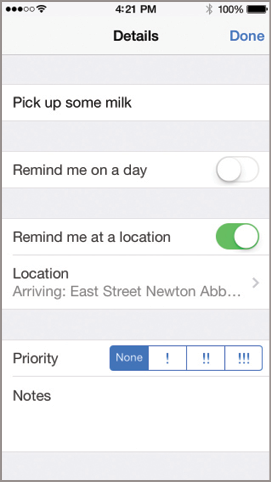 4:21 PM 100%
Details Done
Pick up some milk
Remind me on a day
Remind me at a location
Location
Arriving: East Street Newton Abb…
Priority None ! !! !!!
Notes